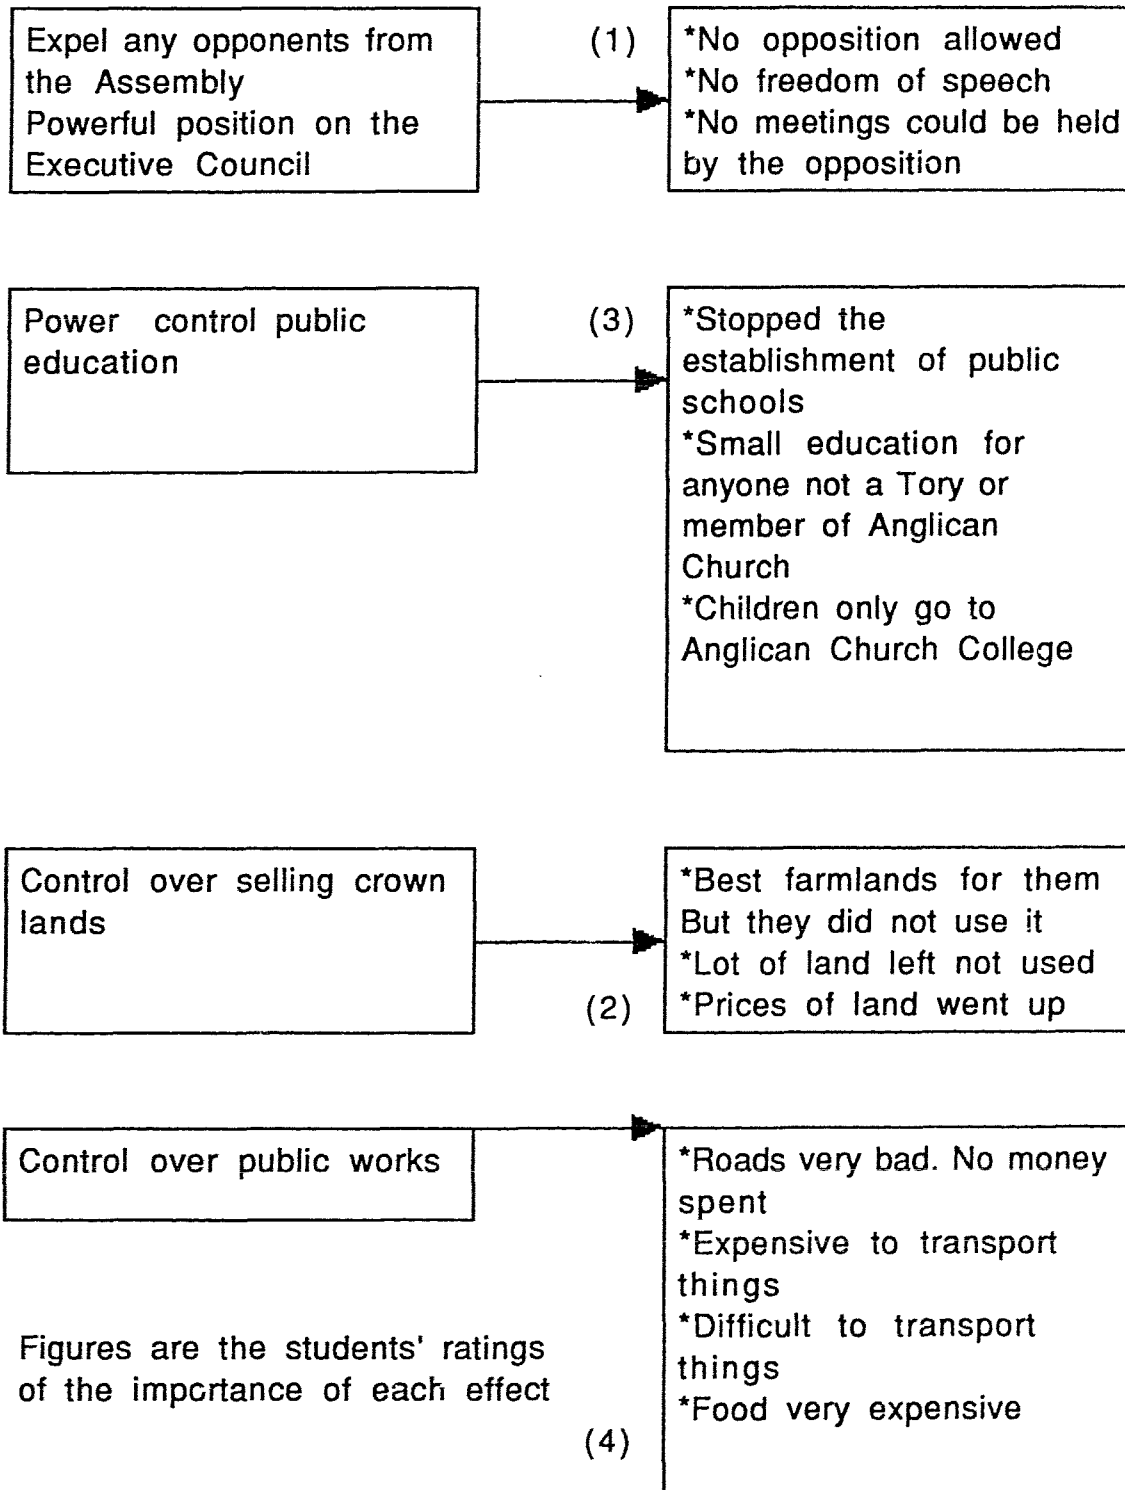 Expel any opponents from
the Assembly
Powerful position on the
Executive Council
(1)
*No opposition allowed
*No freedom of speech
*No meetings could be held
by the opposition
Power control public
education
(3)
*Stopped the
establishment of public
schools
*Small education for
anyone not a Tory or
member of Anglican
Church
*Children only go to
Anglican Church College
Control over selling crown
lands
(2)
*Best farmlands for them
But they did not use it
*Lot of land left not used
*Prices of land went up
Control over public works
*Roads very bad. No money
spent
*Expensive to transport
things
*Difficult to transport
things
*Food very expensive
(4)
Figures are the students' ratings
of the importance of each effect